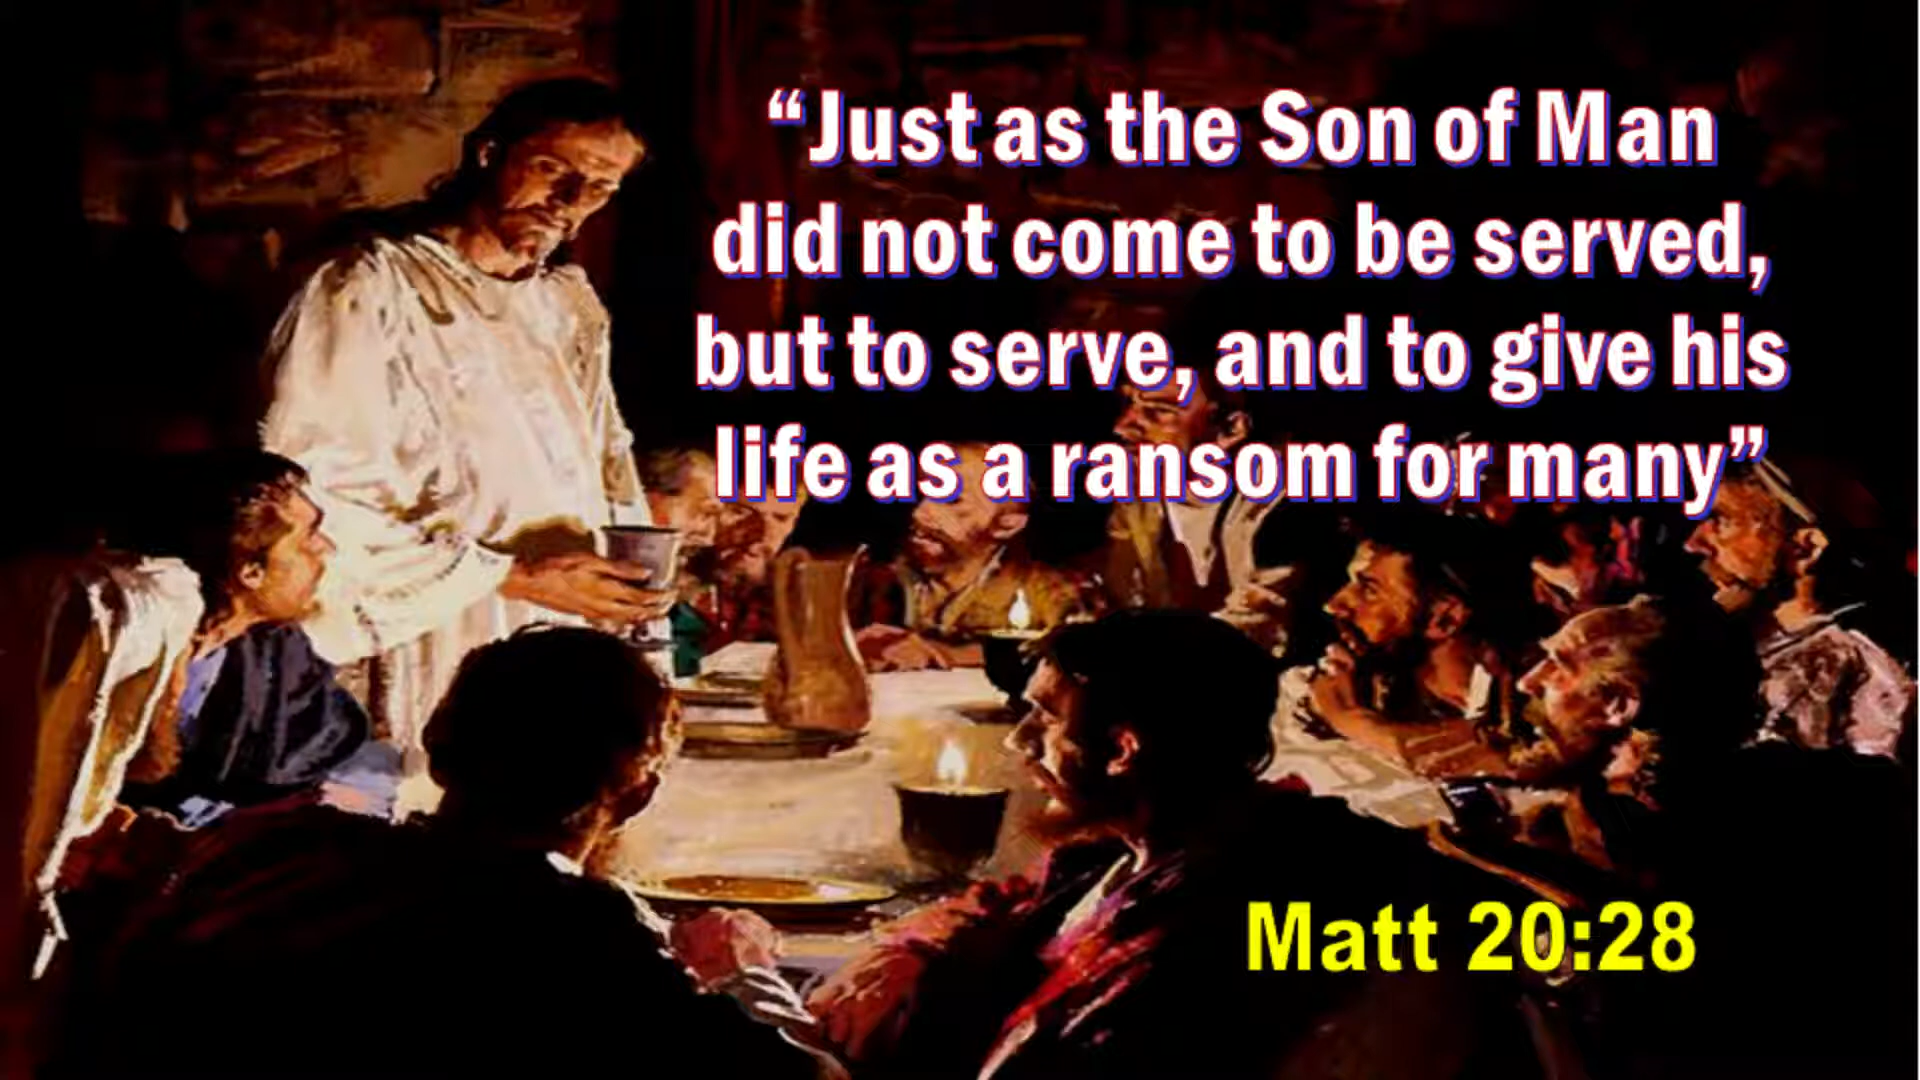 “Just as the Son of Man
did not come to be served,
but to serve, and to give his
life as a ransom for many”
Matt 20:28